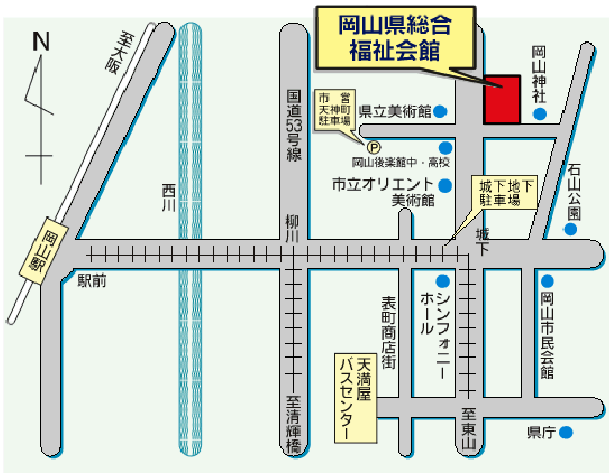 岡山県総合
福祉会館
N
至大阪
国道53号線
市営
天神町
駐車場
P
県立美術館
岡山神社
岡山後楽館中・高校
市立オリエント
美術館
城下地下
駐車場
石山公園
西川
柳川
城下
岡山駅
駅前
表町商店街
シンフォニー
ホール
岡山市民会館
天満屋
バスセンター
至清輝橋
至東山
県庁